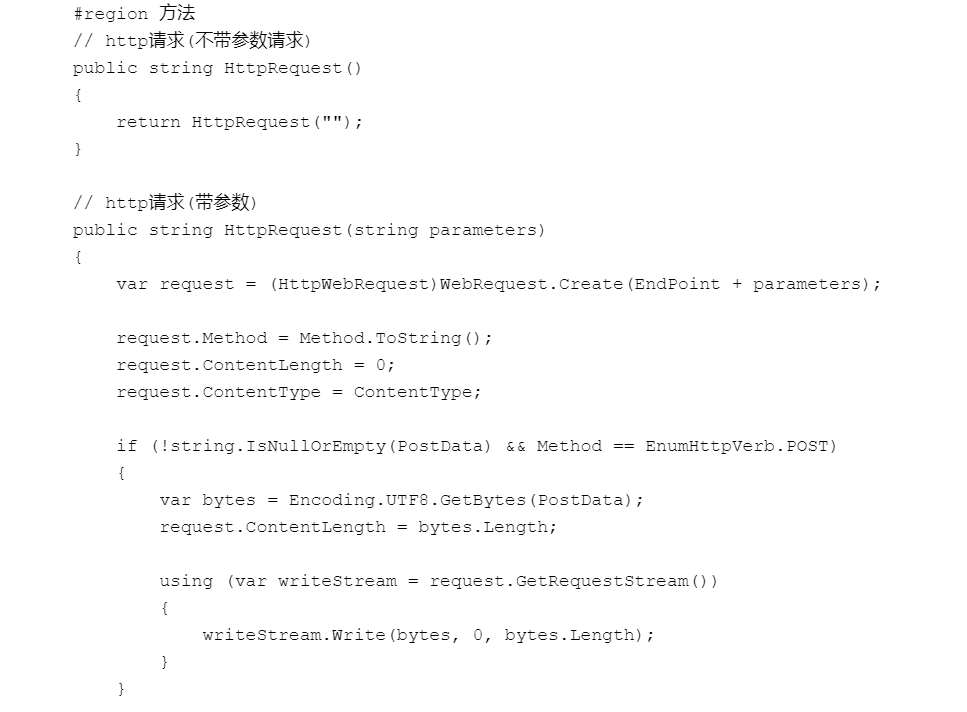 #region 方法
// http请求(不带参数请求)
public string HttpRequest()
{
    return HttpRequest("");
}

// http请求(带参数)
public string HttpRequest(string parameters)
{
    var request = (HttpWebRequest)WebRequest.Create(EndPoint + parameters);

    request.Method = Method.ToString();
    request.ContentLength = 0;
    request.ContentType = ContentType;

    if (!string.IsNullOrEmpty(PostData) && Method == EnumHttpVerb.POST)
    {
        var bytes = Encoding.UTF8.GetBytes(PostData);
        request.ContentLength = bytes.Length;

        using (var writeStream = request.GetRequestStream())
        {
            writeStream.Write(bytes, 0, bytes.Length);
        }
    }